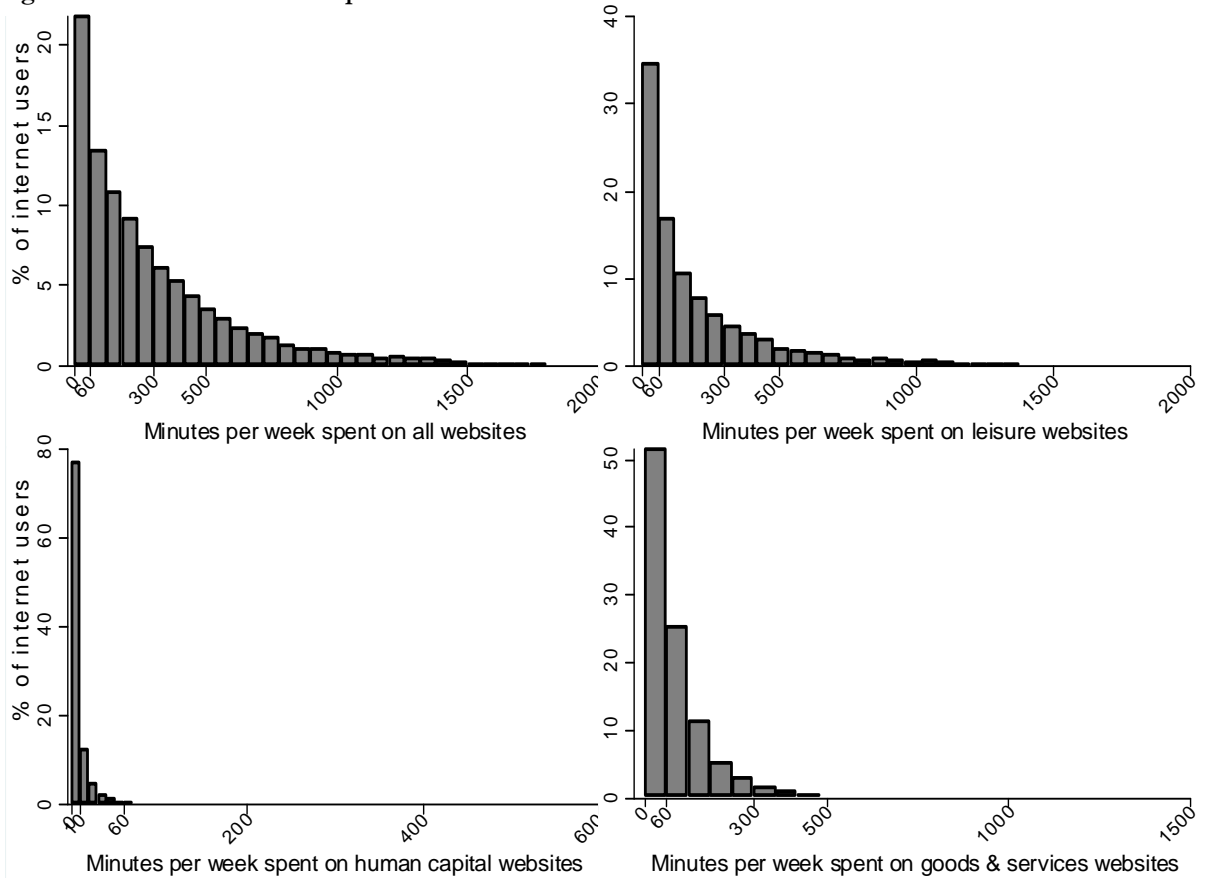 % of internet users
20
15
10
5
0
0 60 300 500 1000 1500 2000
Minutes per week spent on all websites
40
30
20
10
0
0 60 300 500 1000 1500 2000
Minutes per week spent on leisure websites
% of internet users
80
60
40
20
0
10 60 200 400 600
Minutes per week spent on human capital websites
50
40
30
20
10
0
0 60 300 500 1000 1500
Minutes per week spent on goods & services websites